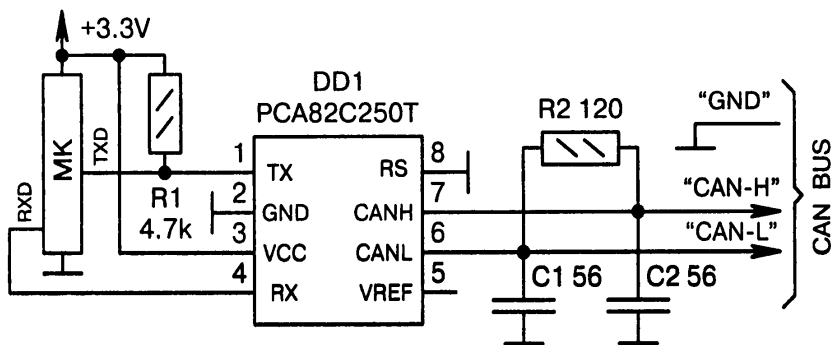 +3.3V
DD1
PCA82C250T
R2 120
“GND”
MK
TXD
RXD
R1
4.7k
1
TX
RS
8
2
GND
CANH
7
“CAN-H”
3
VCC
CANL
6
“CAN-L”
4
RX
VREF
5
C1 56
C2 56
CAN BUS